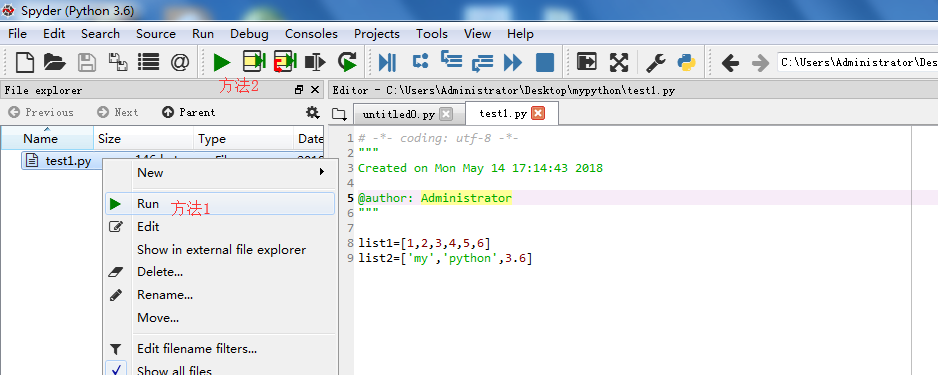 Spyder (Python 3.6)
File Edit Search Source Run Debug Consoles Projects Tools View Help
@ C:\Users\Administrator\Des
方法2
File explorer
Editor - C:\Users\Administrator\Desktop\mypython\test1.py
Previous Next Parent
untitled0.py test1.py
Name Size Type
test1.py
New
Run 方法1
Edit
Show in external file explorer
Delete...
Rename...
Move...
Edit filename filters...
Show all files
1 # -*- coding: utf-8 -*-
2 """
3 Created on Mon May 14 17:14:43 2018
4
5 @author: Administrator
6 """
7
8 list1=[1,2,3,4,5,6]
9 list2=['my','python',3.6]